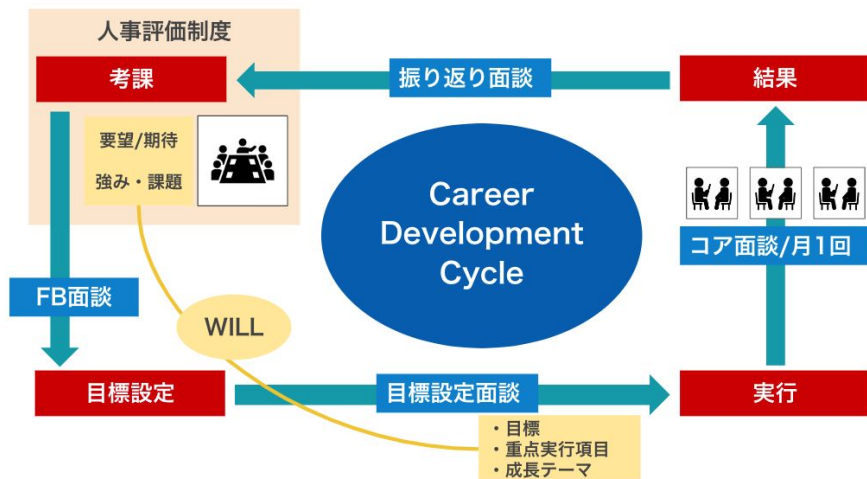 人事評価制度
考課
振り返り面談
結果
要望/期待
強み・課題
Career
Development
Cycle
コア面談/月1回
FB面談
WILL
目標設定
目標設定面談
実行
・目標
・重点実行項目
・成長テーマ